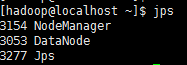 [hadoop@localhost ~]$ jps
3154 NodeManager
3053 DataNode
3277 Jps